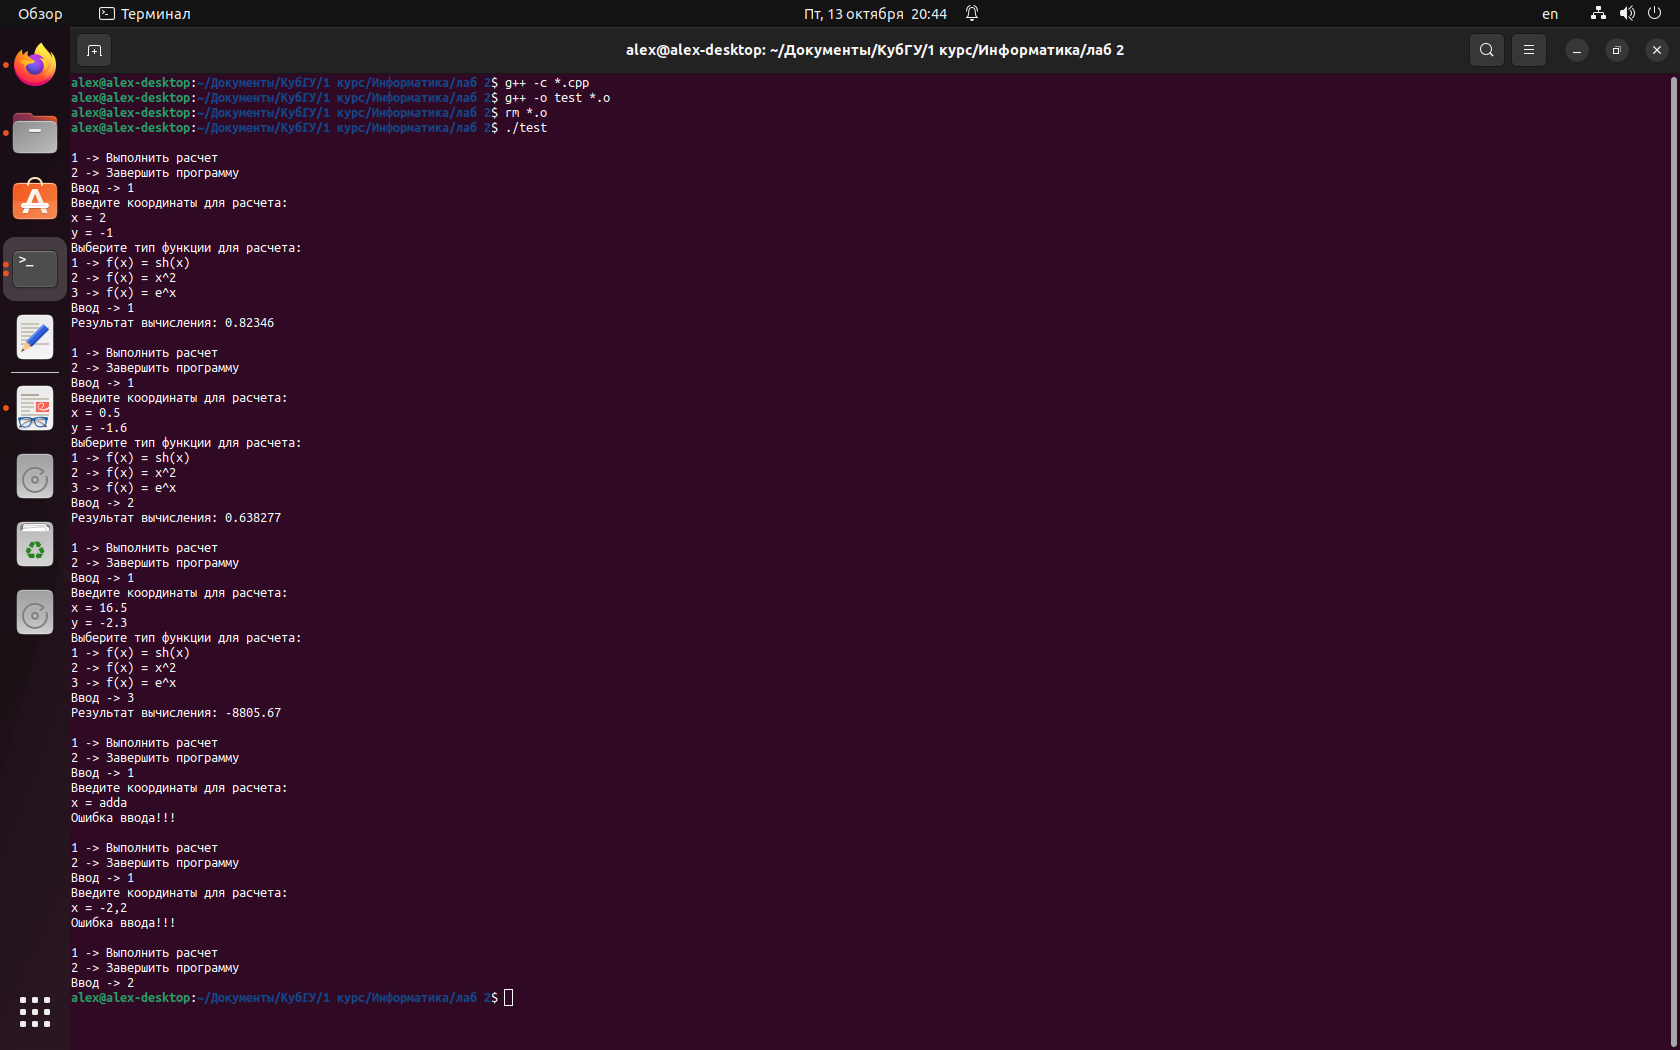 Обзор
Терминал
Пт, 13 октября 20:44
en
alex@alex-desktop: ~/Документы/КубГУ/1 курс/Информатика/лаб 2
alex@alex-desktop:~/Документы/КубГУ/1 курс/Информатика/лаб 2$ g++ -c *.cpp
alex@alex-desktop:~/Документы/КубГУ/1 курс/Информатика/лаб 2$ g++ -o test *.o
alex@alex-desktop:~/Документы/КубГУ/1 курс/Информатика/лаб 2$ rm *.o
alex@alex-desktop:~/Документы/КубГУ/1 курс/Информатика/лаб 2$ ./test
1 -> Выполнить расчет
2 -> Завершить программу
Ввод -> 1
Введите координаты для расчета:
x = 2
y = -1
Выберите тип функции для расчета:
1 -> f(x) = sh(x)
2 -> f(x) = x^2
3 -> f(x) = e^x
Ввод -> 1
Результат вычисления: 0.82346
1 -> Выполнить расчет
2 -> Завершить программу
Ввод -> 1
Введите координаты для расчета:
x = 0.5
y = -1.6
Выберите тип функции для расчета:
1 -> f(x) = sh(x)
2 -> f(x) = x^2
3 -> f(x) = e^x
Ввод -> 2
Результат вычисления: 0.638277
1 -> Выполнить расчет
2 -> Завершить программу
Ввод -> 1
Введите координаты для расчета:
x = 16.5
y = -2.3
Выберите тип функции для расчета:
1 -> f(x) = sh(x)
2 -> f(x) = x^2
3 -> f(x) = e^x
Ввод -> 3
Результат вычисления: -8805.67
1 -> Выполнить расчет
2 -> Завершить программу
Ввод -> 1
Введите координаты для расчета:
x = adda
Ошибка ввода!!!
1 -> Выполнить расчет
2 -> Завершить программу
Ввод -> 1
Введите координаты для расчета:
x = -2,2
Ошибка ввода!!!
1 -> Выполнить расчет
2 -> Завершить программу
Ввод -> 2
alex@alex-desktop:~/Документы/КубГУ/1 курс/Информатика/лаб 2$